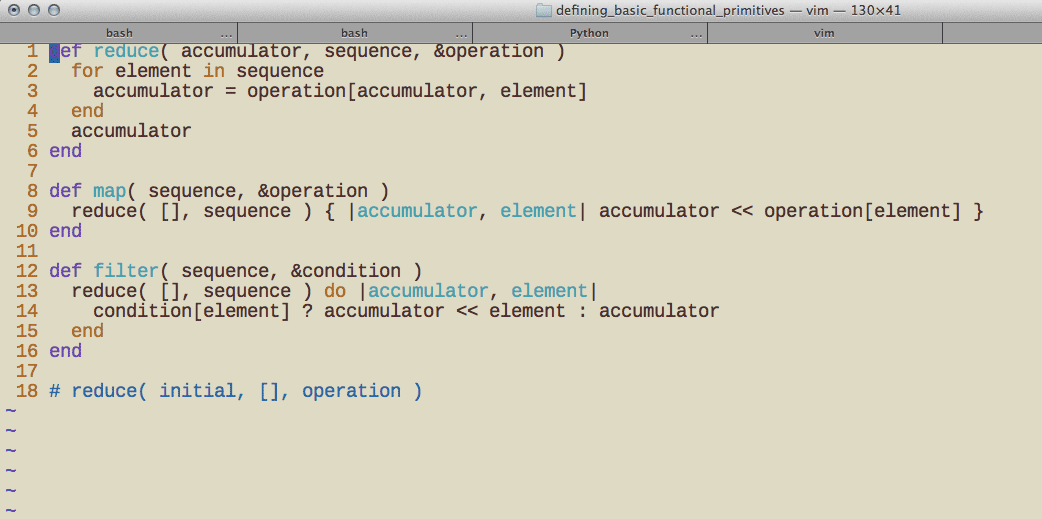 defining_basic_functional_primitives — vim — 130×41
bash ... bash ... Python ... vim
1 def reduce( accumulator, sequence, &operation )
2   for element in sequence
3     accumulator = operation[accumulator, element]
4   end
5   accumulator
6 end
7
8 def map( sequence, &operation )
9   reduce( [], sequence ) { |accumulator, element| accumulator << operation[element] }
10 end
11
12 def filter( sequence, &condition )
13   reduce( [], sequence ) do |accumulator, element|
14     condition[element] ? accumulator << element : accumulator
15   end
16 end
17
18 # reduce( initial, [], operation )
~
~
~
~
~
~